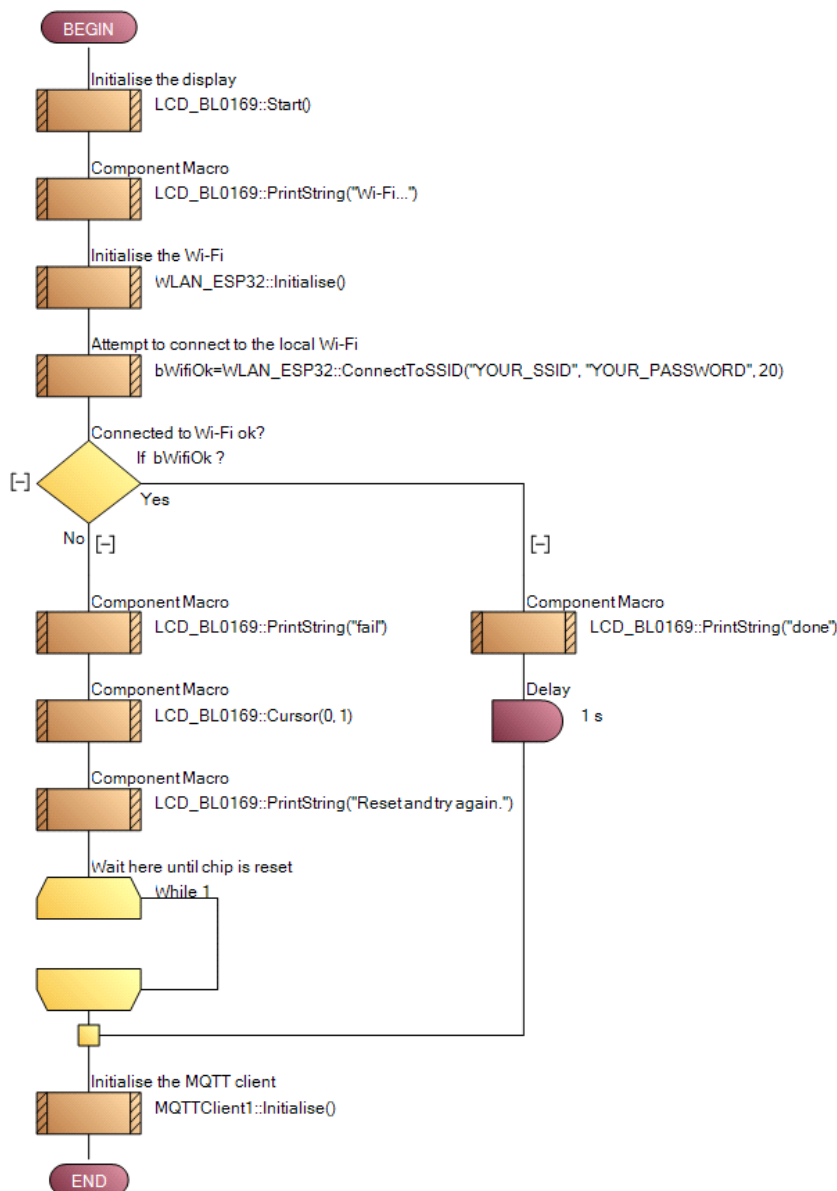 BEGIN
Initialise the display
LCD_BL0169::Start()
Component Macro
LCD_BL0169::PrintString("Wi-Fi...")
Initialise the Wi-Fi
WLAN_ESP32::Initialise()
Attempt to connect to the local Wi-Fi
bWifiOk=WLAN_ESP32::ConnectToSSID("YOUR_SSID", "YOUR_PASSWORD", 20)
Connected to Wi-Fi ok?
If bWifiOk ?
[–]
Yes
No
[–]
[–]
Component Macro
LCD_BL0169::PrintString("fail")
Component Macro
LCD_BL0169::PrintString("done")
Component Macro
LCD_BL0169::Cursor(0, 1)
Delay
1 s
Component Macro
LCD_BL0169::PrintString("Reset and try again.")
Wait here until chip is reset
While 1
Initialise the MQTT client
MQTTClient1::Initialise()
END